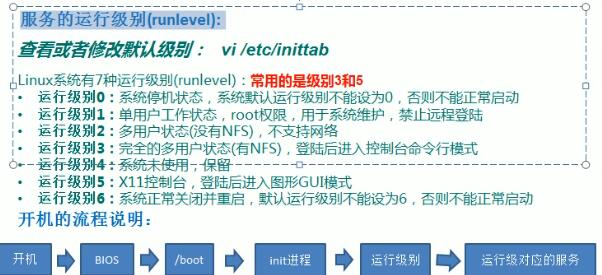 服务的运行级别(runlevel):
查看或者修改默认级别： vi /etc/inittab
Linux系统有7种运行级别(runlevel)：常用的是级别3和5
• 运行级别0：系统停机状态，系统默认运行级别不能设为0，否则不能正常启动
• 运行级别1：单用户工作状态，root权限，用于系统维护，禁止远程登陆
• 运行级别2：多用户状态(没有NFS)，不支持网络
• 运行级别3：完全的多用户状态(有NFS)，登陆后进入控制台命令行模式
• 运行级别4：系统未使用，保留
• 运行级别5：X11控制台，登陆后进入图形GUI模式
• 运行级别6：系统正常关闭并重启，默认运行级别不能设为6，否则不能正常启动
开机的流程说明：
开机 BIOS /boot init进程 运行级别 运行级对应的服务